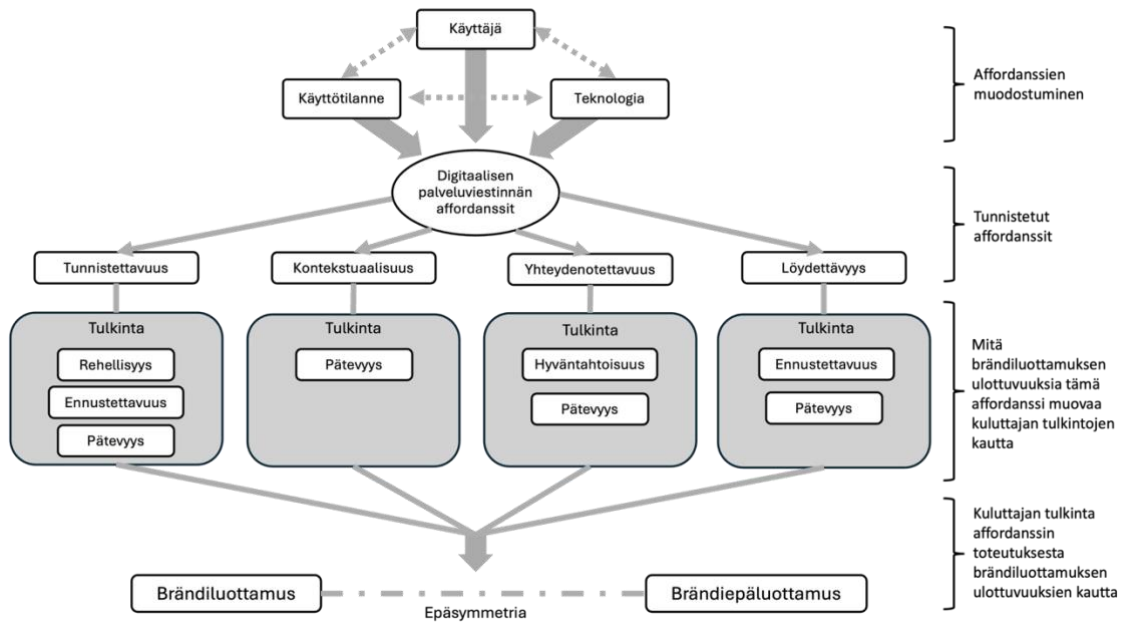 Käyttäjä
Käyttötilanne
Teknologia
Affordanssien
muodostuminen
Digitaalisen
palveluviestinnän
affordanssit
Tunnistetut
affordanssit
Tunnistettavuus
Kontekstuaalisuus
Yhteydenotettavuus
Löydettävyys
Tulkinta
Rehellisyys
Ennustettavuus
Pätevyys
Tulkinta
Pätevyys
Tulkinta
Hyväntahtoisuus
Pätevyys
Tulkinta
Ennustettavuus
Pätevyys
Mitä
brändiluottamuksen
ulottuvuuksia tämä
affordanssi muovaa
kuluttajan tulkintojen
kautta
Kuluttajan tulkinta
affordanssin
toteutuksesta
brändiluottamuksen
ulottuvuuksien kautta
Brändiluottamus
Epäsymmetria
Brändiepäluottamus